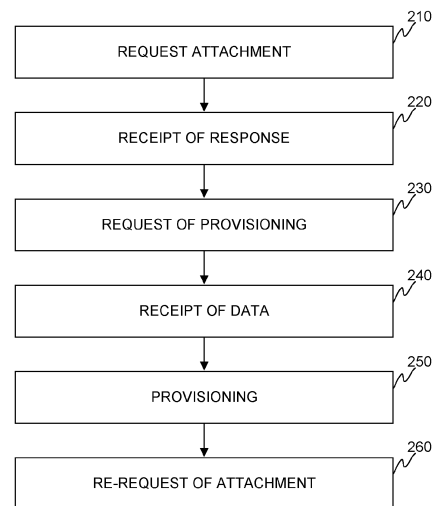 210
REQUEST ATTACHMENT
220
RECEIPT OF RESPONSE
230
REQUEST OF PROVISIONING
240
RECEIPT OF DATA
250
PROVISIONING
260
RE-REQUEST OF ATTACHMENT